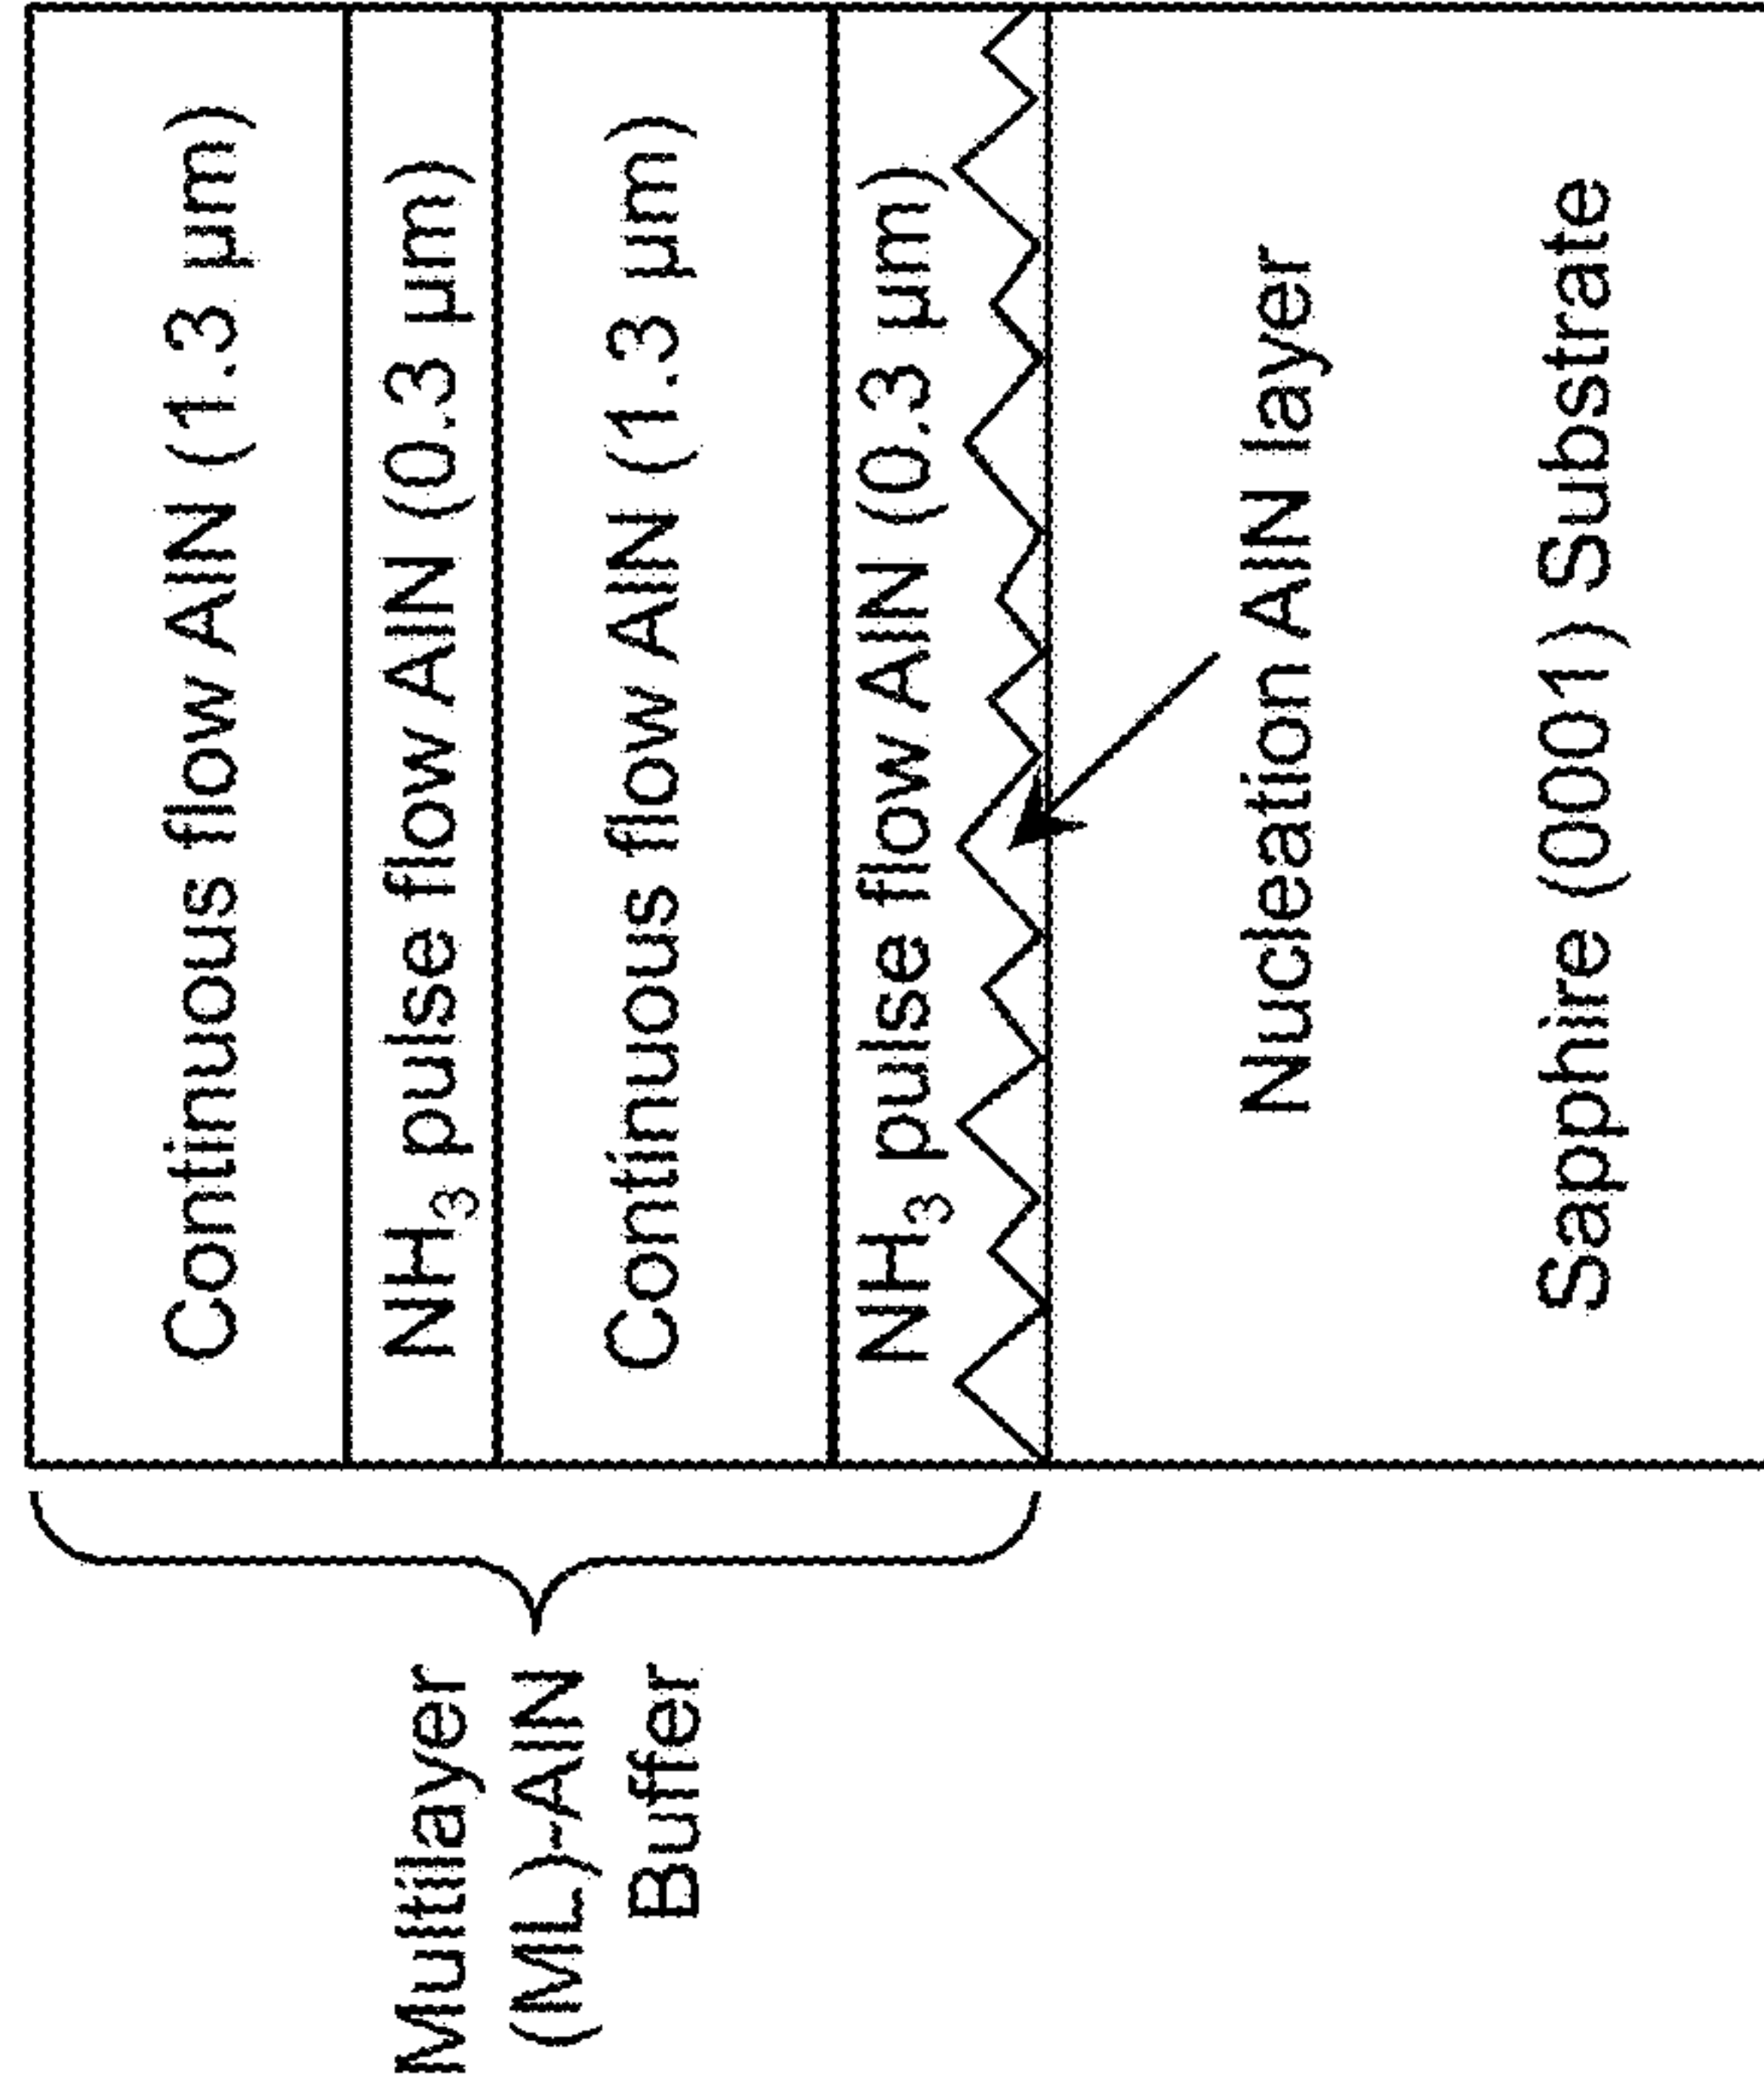 Multilayer
(ML)-AlN
Buffer
Continuous flow AlN (1.3 μm)
NH₃ pulse flow AlN (0.3 μm)
Continuous flow AlN (1.3 μm)
NH₃ pulse flow AlN (0.3 μm)
Nucleation AlN layer
Sapphire (0001) Substrate